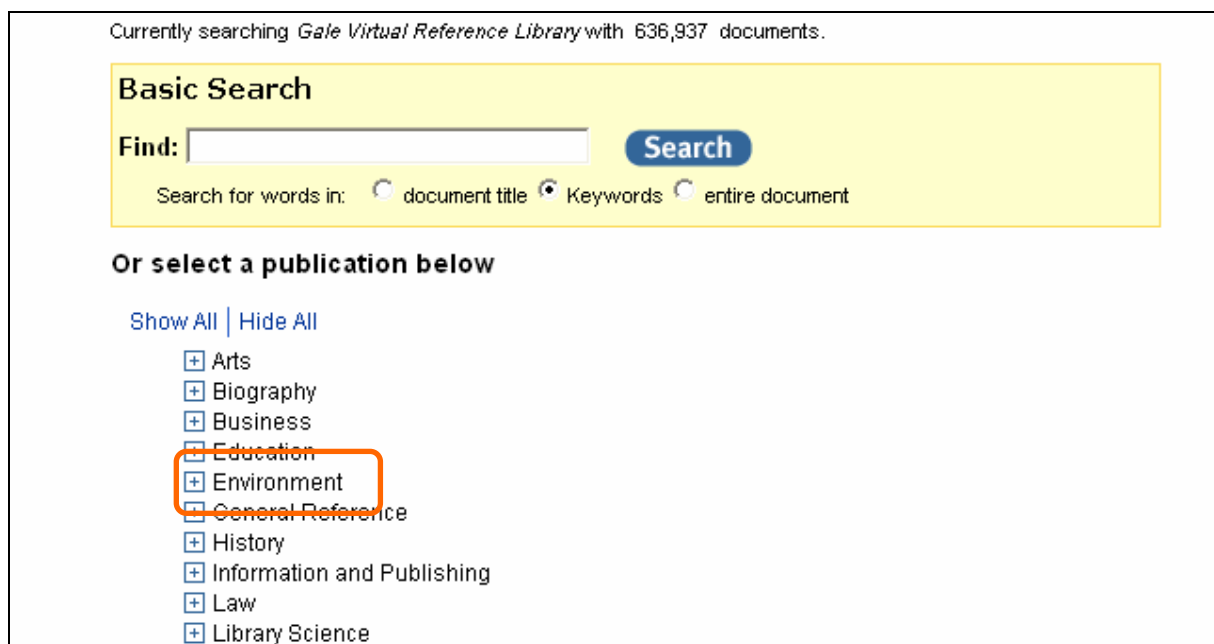 Currently searching Gale Virtual Reference Library with 636,937 documents.
Basic Search
Find: Search
Search for words in: document title Keywords entire document
Or select a publication below
Show All | Hide All
Arts
Biography
Business
Education
Environment
General Reference
History
Information and Publishing
Law
Library Science